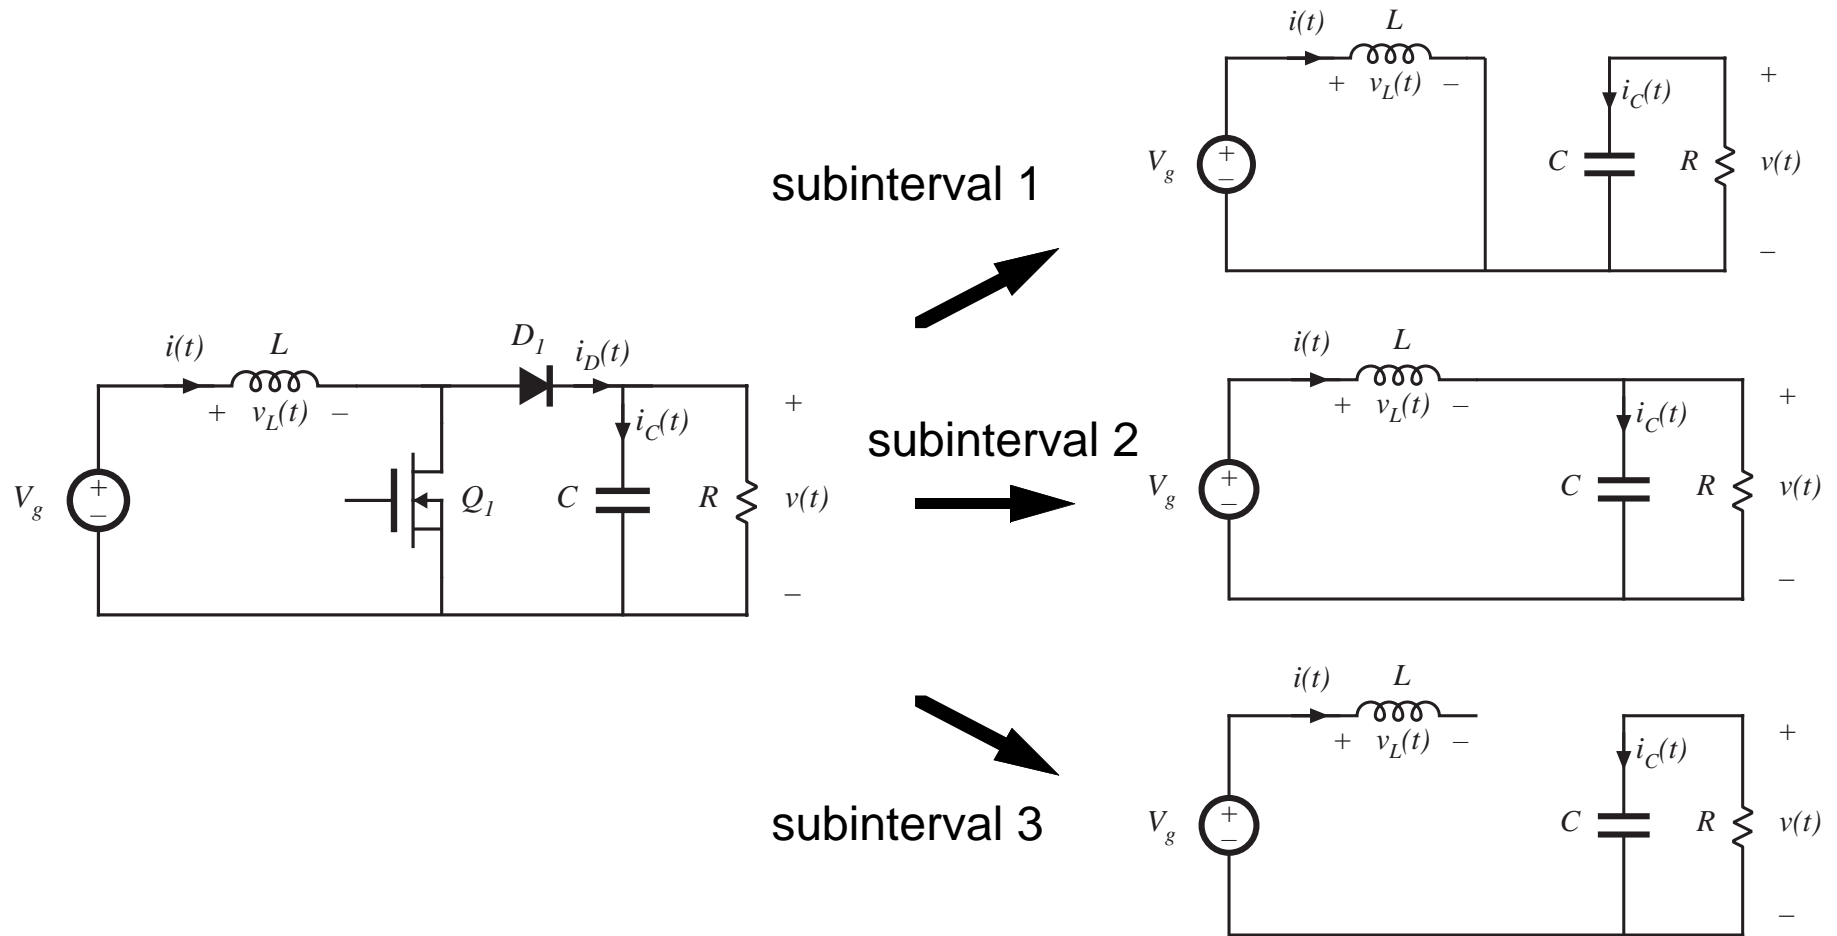 i(t)
L
+ v_L(t) –
V_g
+
–
i_C(t)
C
R
+
v(t)
–
subinterval 1
i(t)
L
+ v_L(t) –
D_1
i_D(t)
V_g
+
–
Q_1
i_C(t)
C
R
+
v(t)
–
subinterval 2
i(t)
L
+ v_L(t) –
V_g
+
–
i_C(t)
C
R
+
v(t)
–
subinterval 3
i(t)
L
+ v_L(t) –
V_g
+
–
i_C(t)
C
R
+
v(t)
–